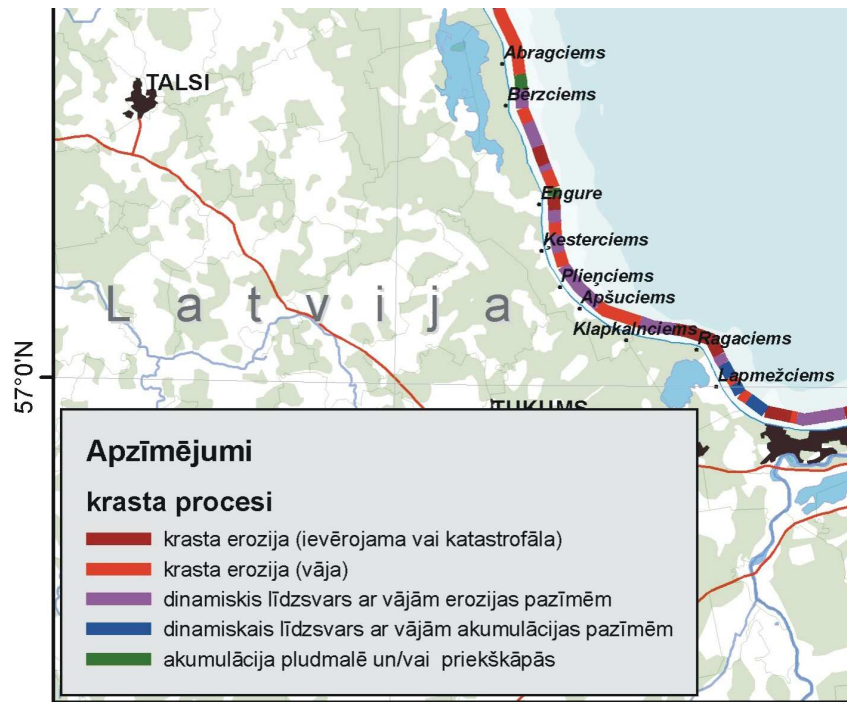 Abragciems
TALSI
Bērzciems
Engure
Ķesterciems
Plieņciems
Latvija
Apšuciems
Klapkalnciems
Ragaciems
57°0'N
Lapmežciems
TUKUMS
Apzīmējumi
krasta procesi
krasta erozija (ievērojama vai katastrofāla)
krasta erozija (vāja)
dinamiskis līdzsvars ar vājām erozijas pazīmēm
dinamiskais līdzsvars ar vājām akumulācijas pazīmēm
akumulācija pludmalē un/vai priekškāpās